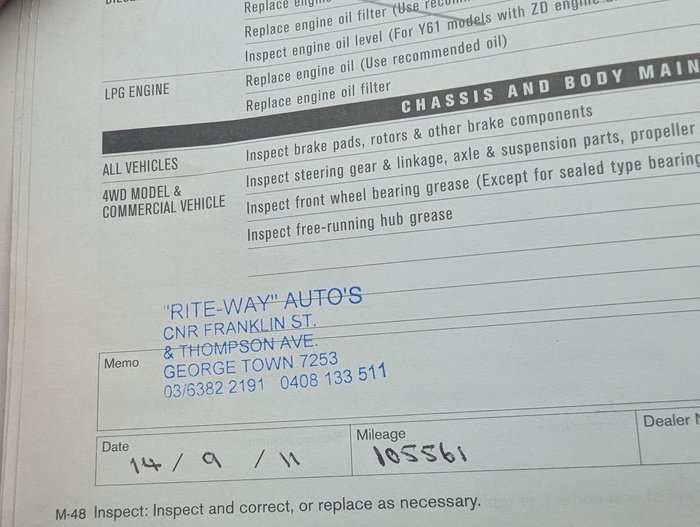 Replace engine
Replace engine oil filter (Use
Inspect engine oil level (For Y61 models with ZD engine
LPG ENGINE Replace engine oil (Use recommended oil)
Replace engine oil filter
CHASSIS AND BODY
ALL VEHICLES Inspect brake pads, rotors & other brake components
Inspect steering gear & linkage, axle & suspension parts, propeller
4WD MODEL &
COMMERCIAL VEHICLE Inspect front wheel bearing grease (Except for sealed type bearing
Inspect free-running hub grease
"RITE-WAY" AUTO'S
CNR FRANKLIN ST.
& THOMPSON AVE.
GEORGE TOWN 7253
03/6382 2191 0408 133 511
Memo
Date Mileage Dealer
14 / 9 / 11 105561
M-48 Inspect: Inspect and correct, or replace as necessary.